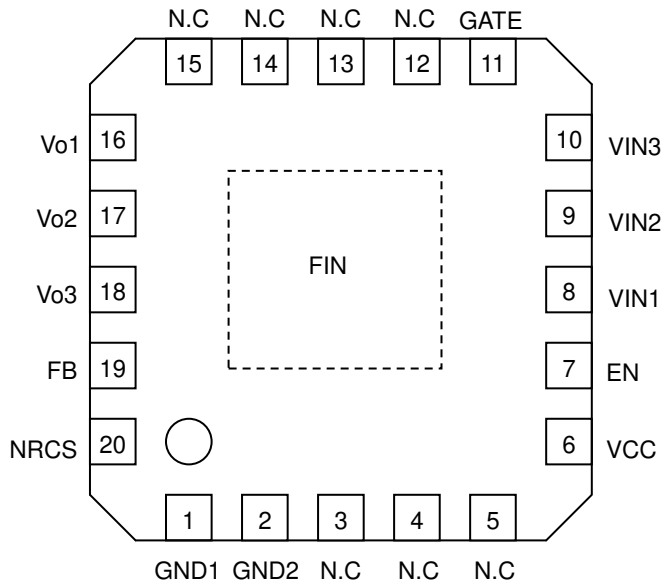 N.C N.C N.C N.C GATE
15 14 13 12 11
Vo1 16 10 VIN3
Vo2 17 9 VIN2
FIN
Vo3 18 8 VIN1
FB 19 7 EN
NRCS 20 6 VCC
1 2 3 4 5
GND1 GND2 N.C N.C N.C